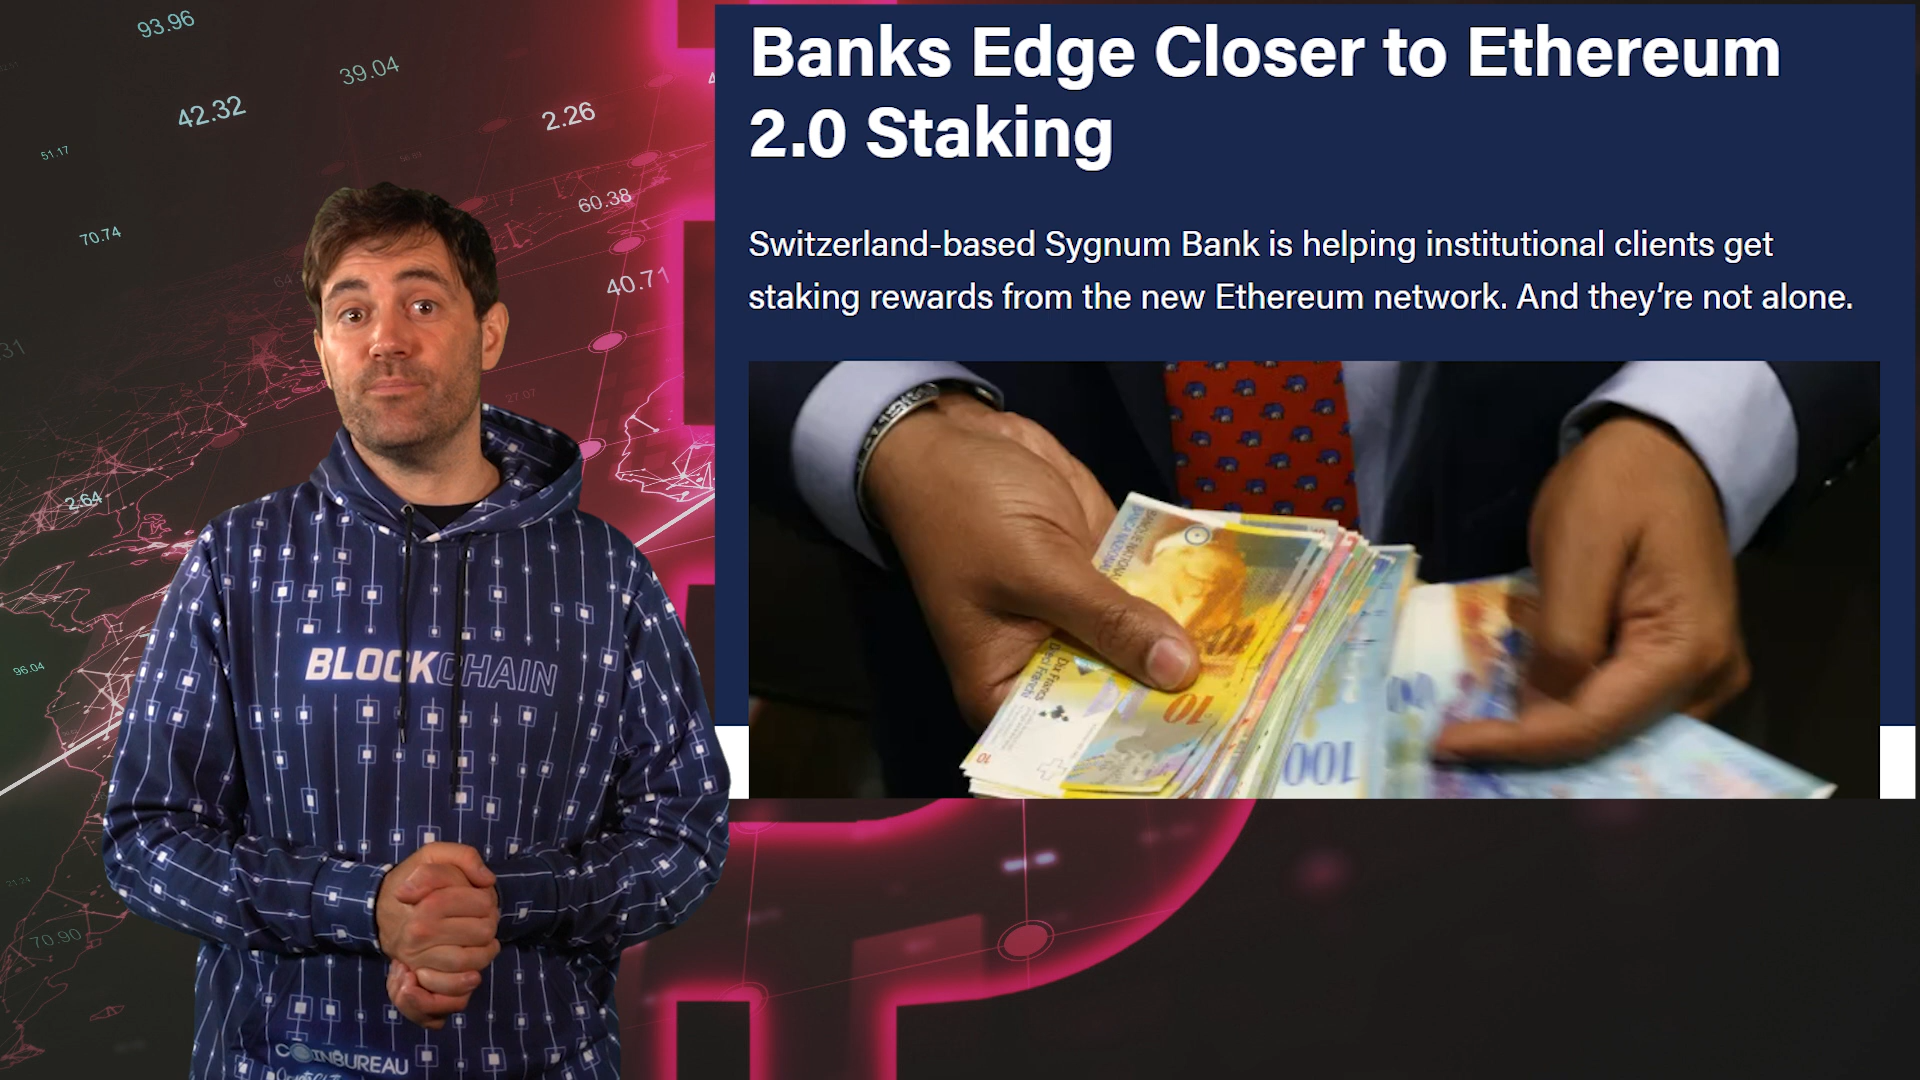 93.96
39.04
42.32
2.26
51.17
60.38
70.74
40.71
2.64
96.04
70.90
Banks Edge Closer to Ethereum
2.0 Staking
Switzerland-based Sygnum Bank is helping institutional clients get
staking rewards from the new Ethereum network. And they're not alone.
10
10
100
BLOCKCHAIN
COINBUREAU